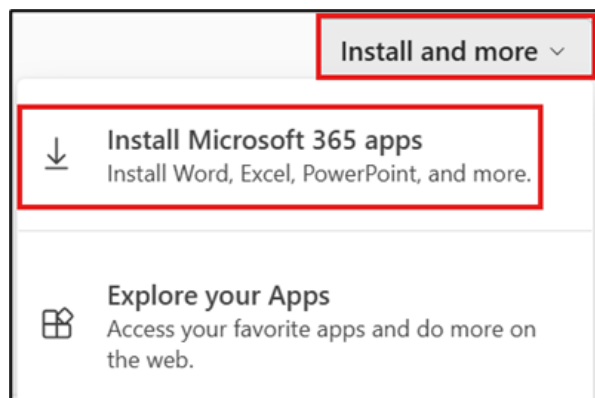 Install and more
Install Microsoft 365 apps
Install Word, Excel, PowerPoint, and more.
Explore your Apps
Access your favorite apps and do more on
the web.